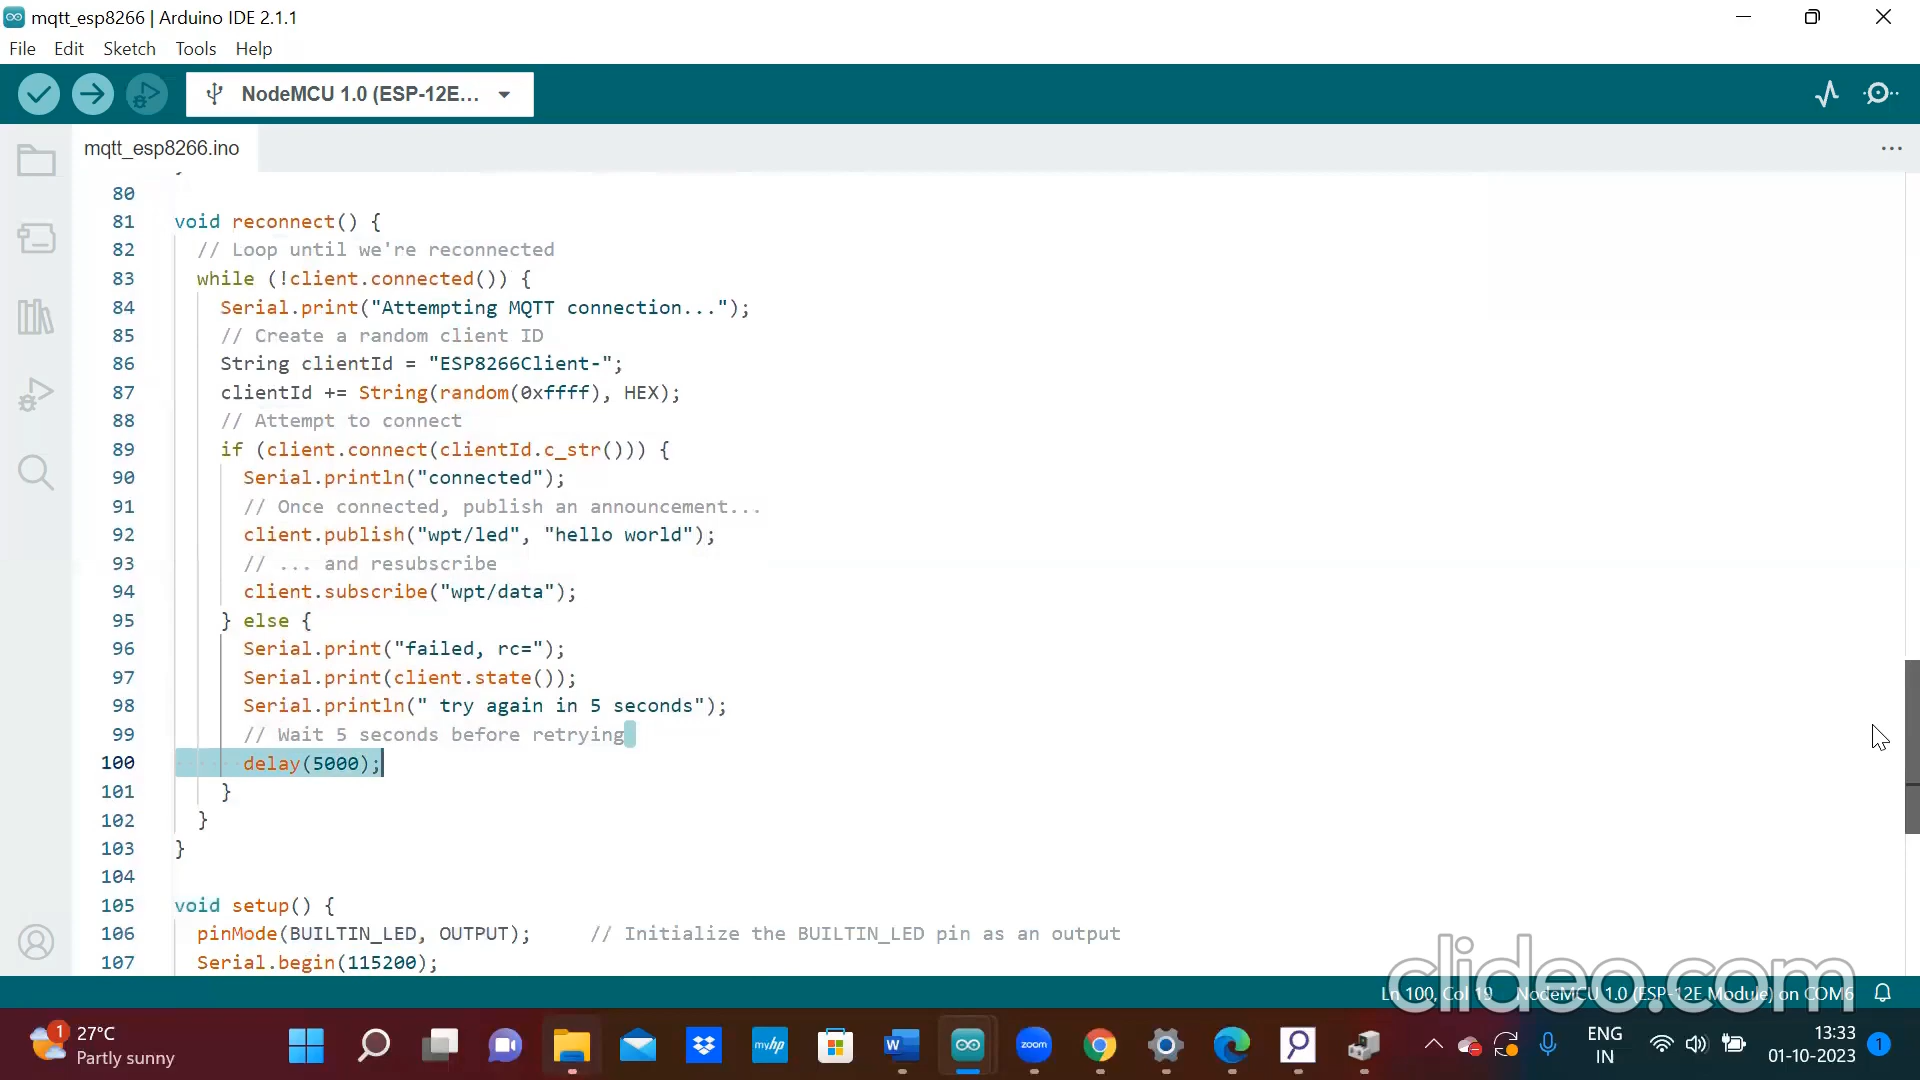 mqtt_esp8266 | Arduino IDE 2.1.1
File Edit Sketch Tools Help
NodeMCU 1.0 (ESP-12E...
mqtt_esp8266.ino
80
81 void reconnect() {
82 // Loop until we're reconnected
83 while (!client.connected()) {
84 Serial.print("Attempting MQTT connection...");
85 // Create a random client ID
86 String clientId = "ESP8266Client-";
87 clientId += String(random(0xffff), HEX);
88 // Attempt to connect
89 if (client.connect(clientId.c_str())) {
90 Serial.println("connected");
91 // Once connected, publish an announcement...
92 client.publish("wpt/led", "hello world");
93 // ... and resubscribe
94 client.subscribe("wpt/data");
95 } else {
96 Serial.print("failed, rc=");
97 Serial.print(client.state());
98 Serial.println(" try again in 5 seconds");
99 // Wait 5 seconds before retrying
100 delay(5000);
101 }
102 }
103 }
104
105 void setup() {
106 pinMode(BUILTIN_LED, OUTPUT); // Initialize the BUILTIN_LED pin as an output
107 Serial.begin(115200);
clideo.com
Ln 100, Col 19 NodeMCU 1.0 (ESP-12E Module) on COM6
1 27°C
Partly sunny
myhp
W
zoom
ENG
IN
13:33
01-10-2023
1